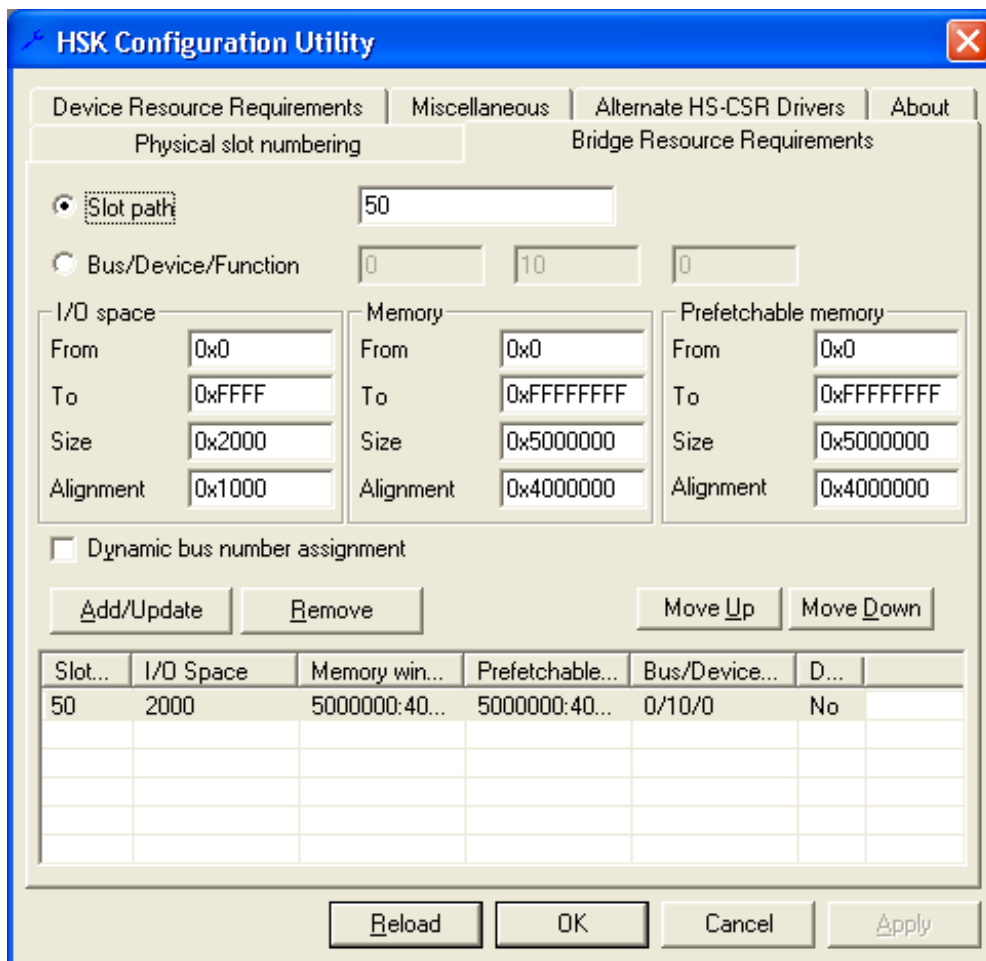 HSK Configuration Utility
Device Resource Requirements Miscellaneous Alternate HS-CSR Drivers About
Physical slot numbering Bridge Resource Requirements
Slot path 50
Bus/Device/Function 0 10 0
I/O space Memory Prefetchable memory
From 0x0 From 0x0 From 0x0
To 0xFFFF To 0xFFFFFFFF To 0xFFFFFFFF
Size 0x2000 Size 0x5000000 Size 0x5000000
Alignment 0x1000 Alignment 0x4000000 Alignment 0x4000000
Dynamic bus number assignment
Add/Update Remove Move Up Move Down
Slot... I/O Space Memory win... Prefetchable... Bus/Device... D...
50 2000 5000000:40... 5000000:40... 0/10/0 No
Reload OK Cancel Apply